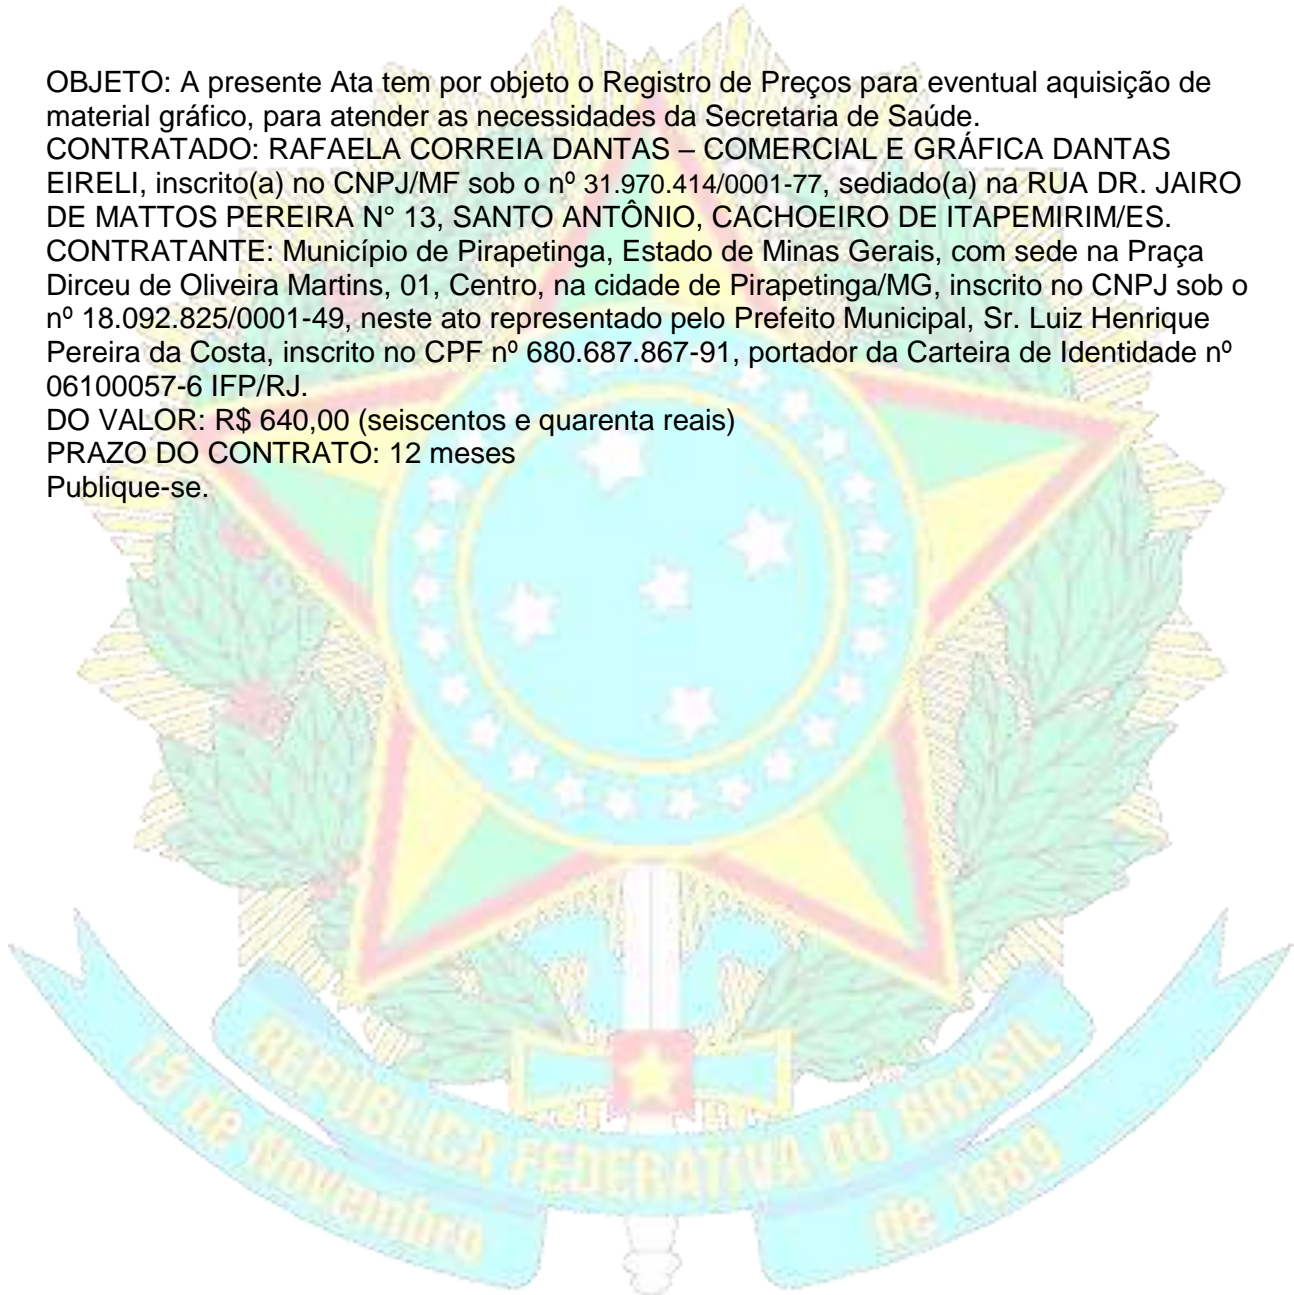 OBJETO: A presente Ata tem por objeto o Registro de Preços para eventual aquisição de
material gráfico, para atender as necessidades da Secretaria de Saúde.
CONTRATADO: RAFAELA CORREIA DANTAS – COMERCIAL E GRÁFICA DANTAS
EIRELI, inscrito(a) no CNPJ/MF sob o nº 31.970.414/0001-77, sediado(a) na RUA DR. JAIRO
DE MATTOS PEREIRA N° 13, SANTO ANTÔNIO, CACHOEIRO DE ITAPEMIRIM/ES.
CONTRATANTE: Município de Pirapetinga, Estado de Minas Gerais, com sede na Praça
Dirceu de Oliveira Martins, 01, Centro, na cidade de Pirapetinga/MG, inscrito no CNPJ sob o
nº 18.092.825/0001-49, neste ato representado pelo Prefeito Municipal, Sr. Luiz Henrique
Pereira da Costa, inscrito no CPF nº 680.687.867-91, portador da Carteira de Identidade nº
06100057-6 IFP/RJ.
DO VALOR: R$ 640,00 (seiscentos e quarenta reais)
PRAZO DO CONTRATO: 12 meses
Publique-se.
REPÚBLICA FEDERATIVA DO BRASIL
15 de Novembro de 1889